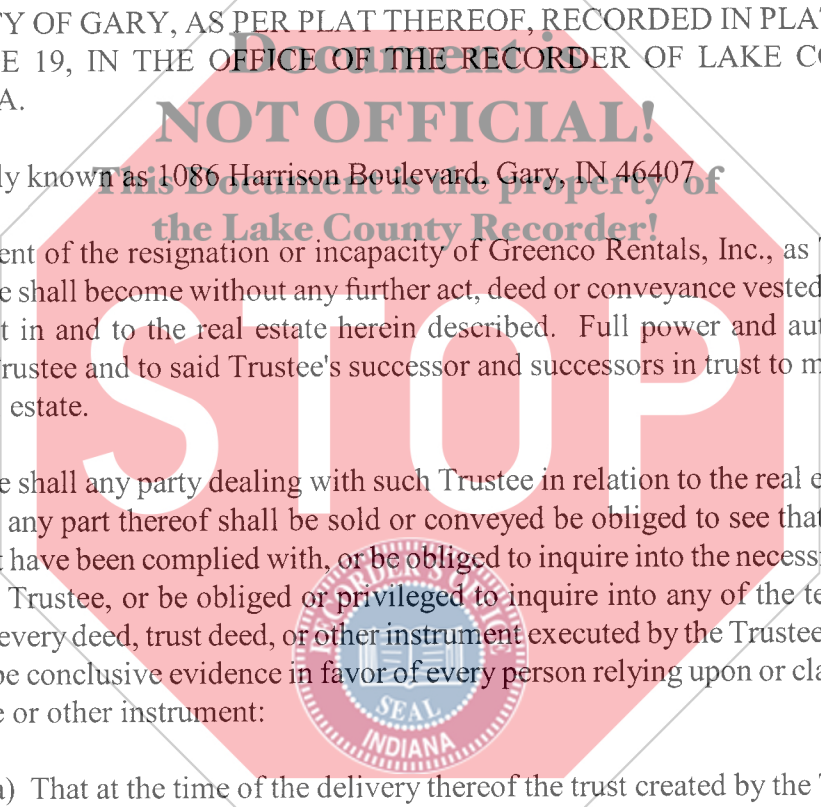 TY OF GARY, AS PER PLAT THEREOF, RECORDED IN PLA
E 19, IN THE OFFICE OF THE RECORDER OF LAKE CO
A.
Document is
NOT OFFICIAL!
ly known as 1086 Harrison Boulevard, Gary, IN 46407
This Document is the property of
the Lake County Recorder!
ent of the resignation or incapacity of Greenco Rentals, Inc., as
e shall become without any further act, deed or conveyance vested
t in and to the real estate herein described. Full power and aut
Trustee and to said Trustee's successor and successors in trust to m
estate.
STOP
e shall any party dealing with such Trustee in relation to the real e
any part thereof shall be sold or conveyed be obliged to see that
t have been complied with, or be obliged to inquire into the necessi
Trustee, or be obliged or privileged to inquire into any of the te
every deed, trust deed, or other instrument executed by the Trustee
be conclusive evidence in favor of every person relying upon or cla
e or other instrument:
RECORDER'S OFFICE
SEAL
INDIANA
a) That at the time of the delivery thereof the trust created by the